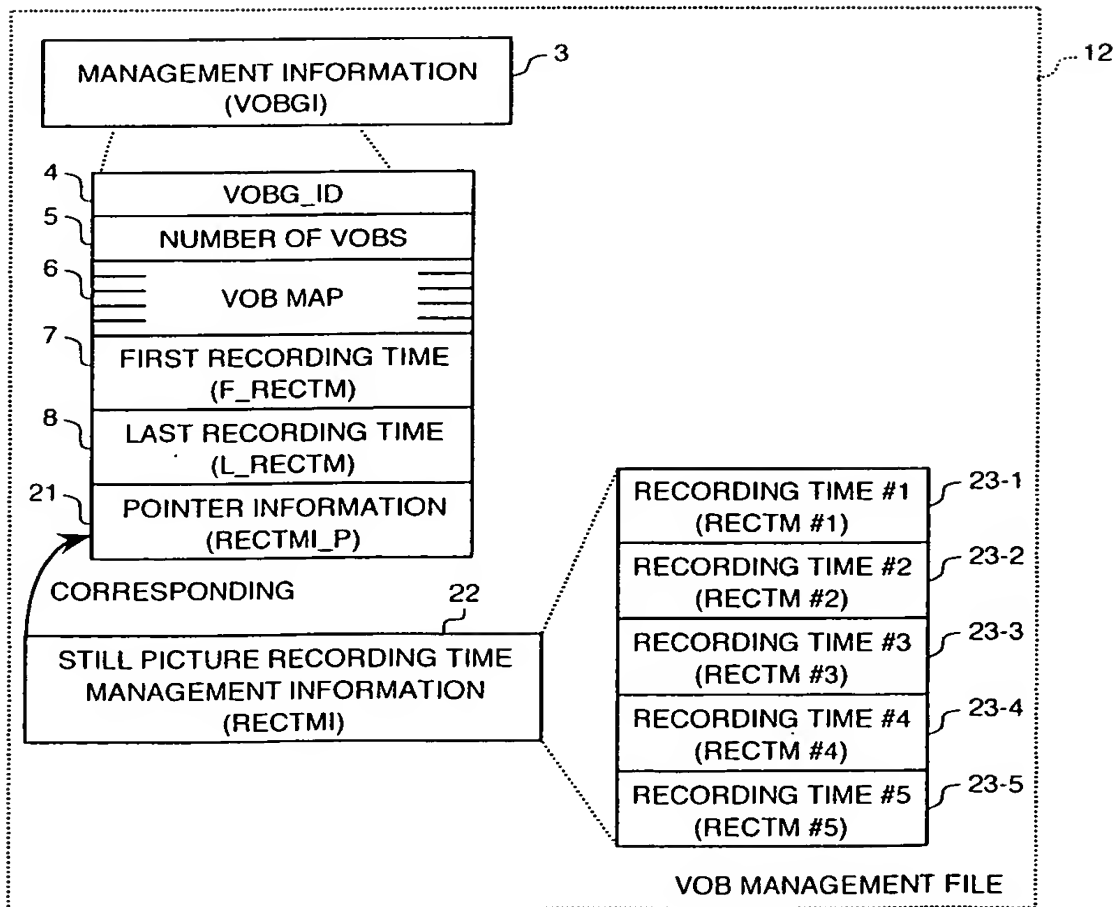 MANAGEMENT INFORMATION
(VOBGI)
3
12
4
VOBG_ID
5
NUMBER OF VOBS
6
VOB MAP
7
FIRST RECORDING TIME
(F_RECTM)
8
LAST RECORDING TIME
(L_RECTM)
21
POINTER INFORMATION
(RECTMI_P)
CORRESPONDING
22
STILL PICTURE RECORDING TIME
MANAGEMENT INFORMATION
(RECTMI)
RECORDING TIME #1
(RECTM #1)
23-1
RECORDING TIME #2
(RECTM #2)
23-2
RECORDING TIME #3
(RECTM #3)
23-3
RECORDING TIME #4
(RECTM #4)
23-4
RECORDING TIME #5
(RECTM #5)
23-5
VOB MANAGEMENT FILE